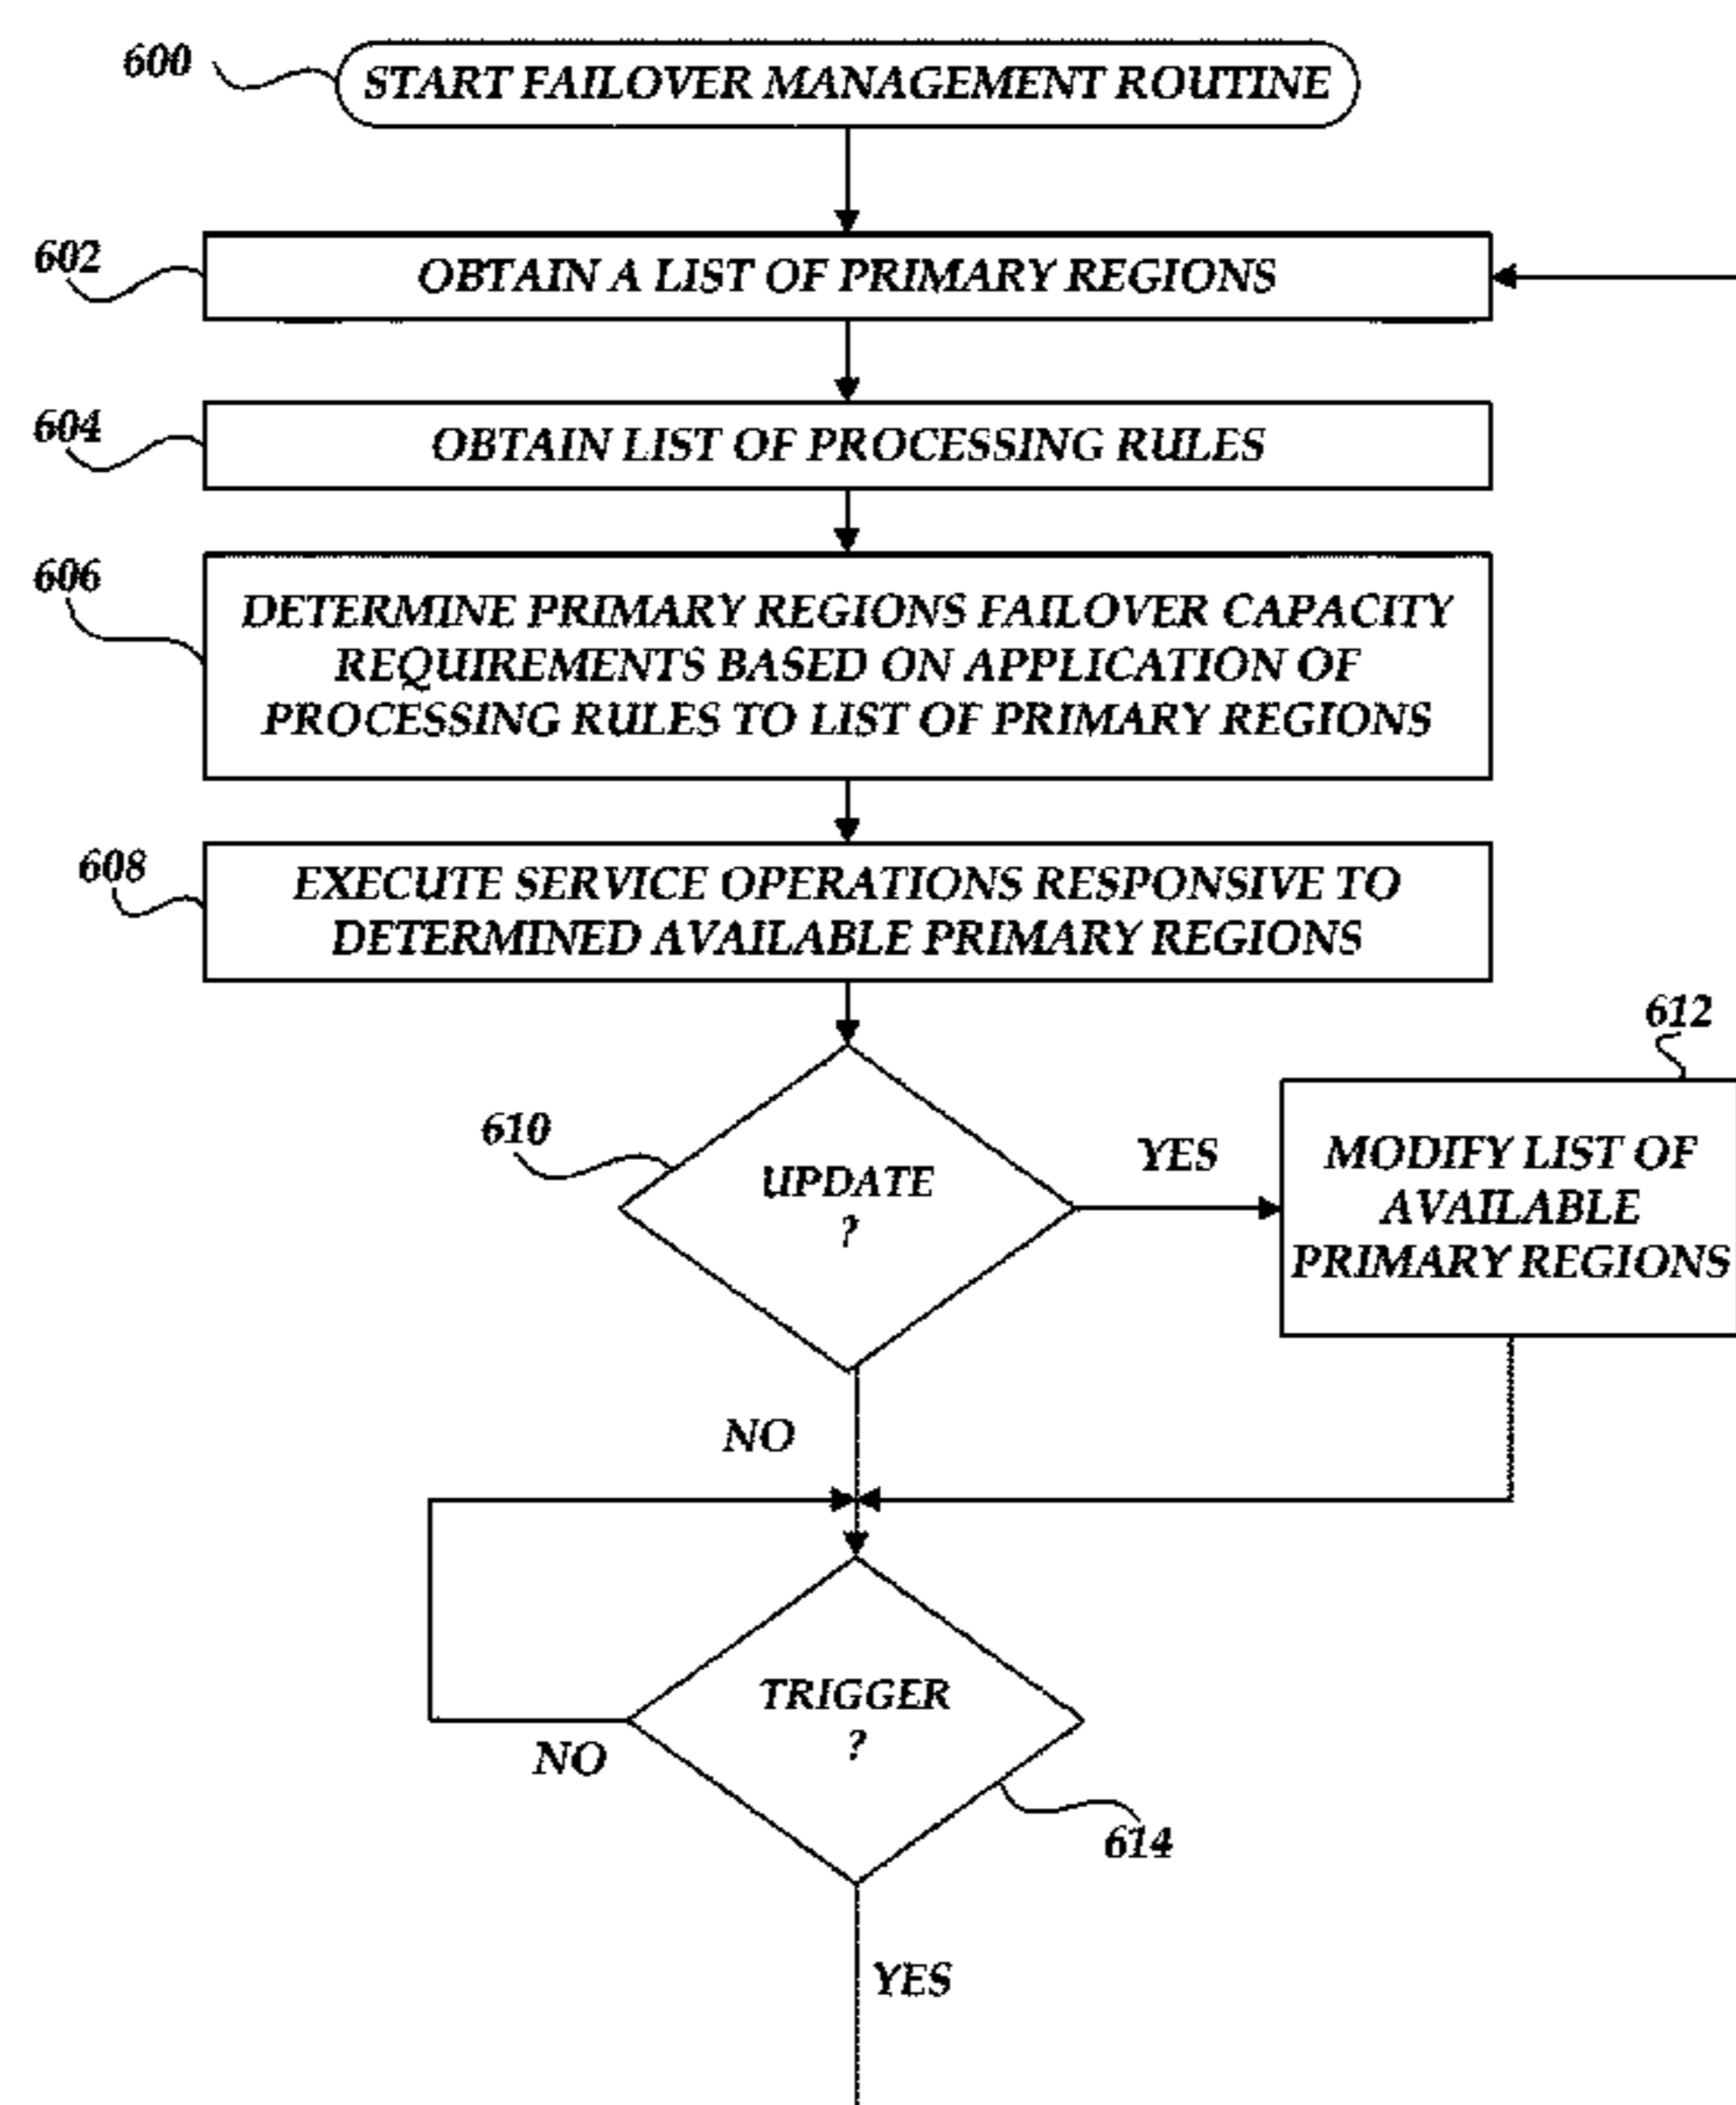 600
START FAILOVER MANAGEMENT ROUTINE
602
OBTAIN A LIST OF PRIMARY REGIONS
604
OBTAIN LIST OF PROCESSING RULES
606
DETERMINE PRIMARY REGIONS FAILOVER CAPACITY
REQUIREMENTS BASED ON APPLICATION OF
PROCESSING RULES TO LIST OF PRIMARY REGIONS
608
EXECUTE SERVICE OPERATIONS RESPONSIVE TO
DETERMINED AVAILABLE PRIMARY REGIONS
610
UPDATE
?
YES
612
MODIFY LIST OF
AVAILABLE
PRIMARY REGIONS
NO
TRIGGER
?
NO
614
YES